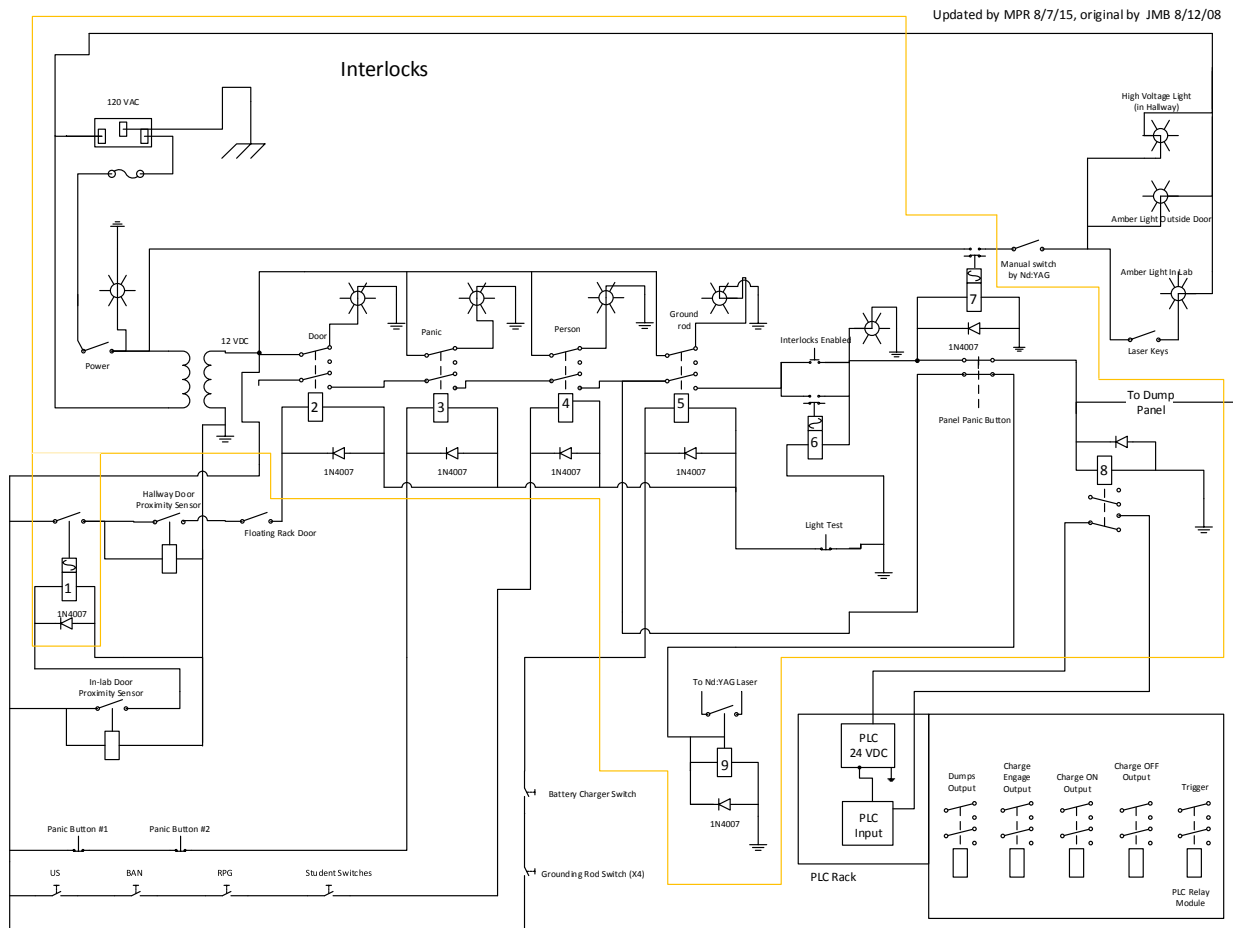 Updated by MPR 8/7/15, original by JMB 8/12/08
Interlocks
120 VAC
High Voltage Light
(in Hallway)
Amber Light Outside Door
Manual switch
by Nd:YAG
Amber Light In Lab
Laser Keys
7
1N4007
Power
12 VDC
Door
Panic
Person
Ground
rod
Interlocks Enabled
2
3
4
5
6
1N4007
1N4007
1N4007
1N4007
Panel Panic Button
To Dump
Panel
8
Hallway Door
Proximity Sensor
Floating Rack Door
Light Test
1
1N4007
In-lab Door
Proximity Sensor
To Nd:YAG Laser
9
1N4007
Battery Charger Switch
Grounding Rod Switch (X4)
Panic Button #1
Panic Button #2
US
BAN
RPG
Student Switches
PLC
24 VDC
PLC
Input
PLC Rack
Dumps
Output
Charge
Engage
Output
Charge ON
Output
Charge OFF
Output
Trigger
PLC Relay
Module